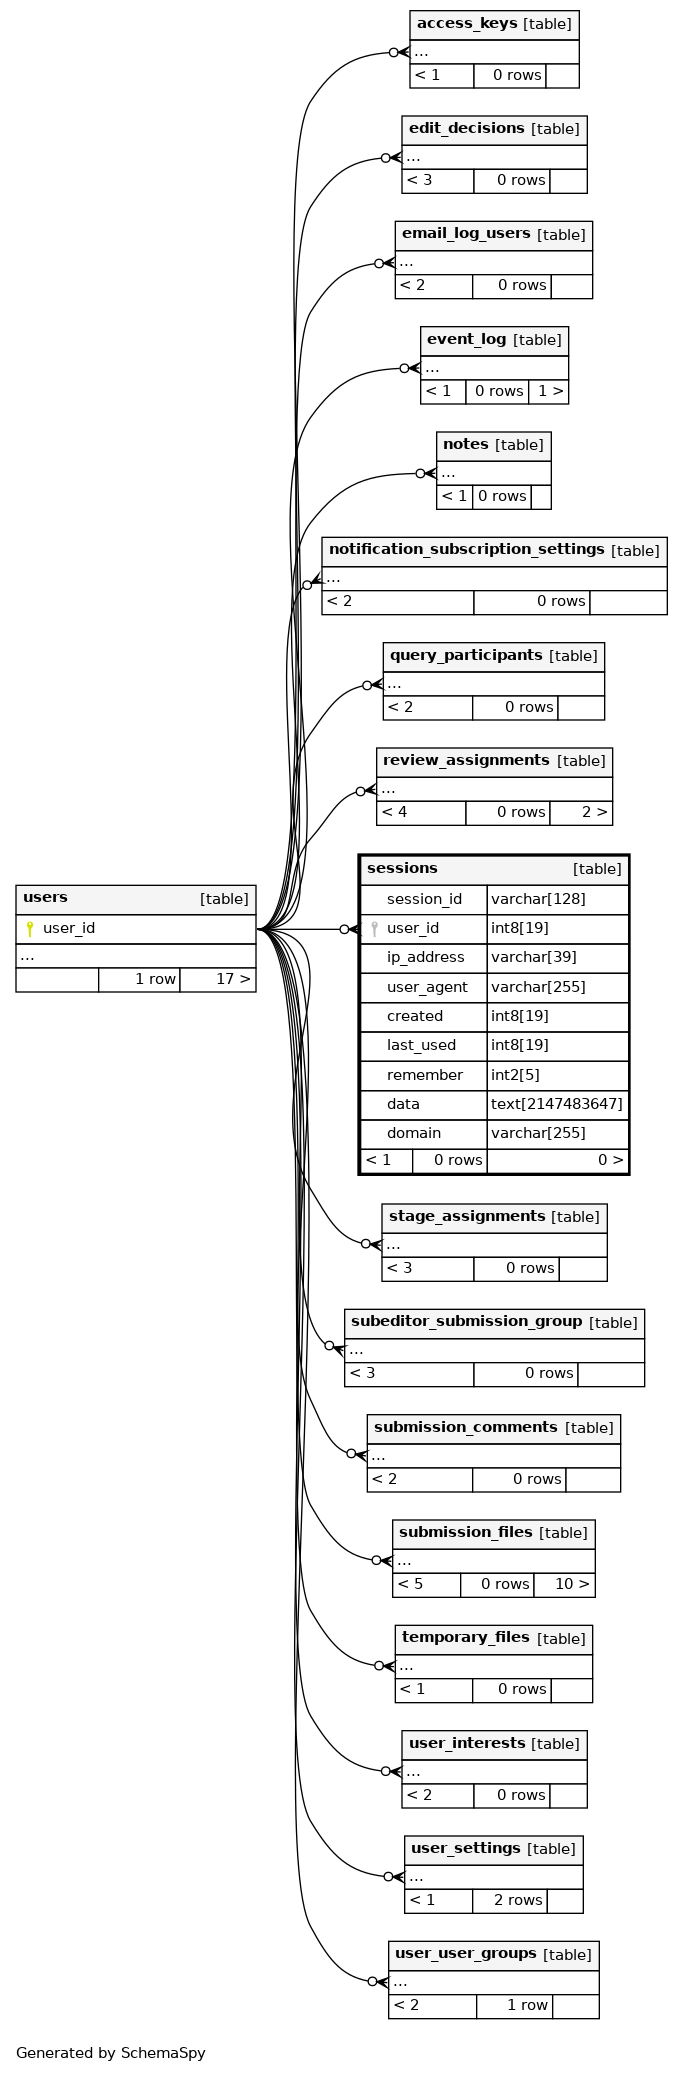 access_keys [table]
...
< 1 0 rows
edit_decisions [table]
...
< 3 0 rows
email_log_users [table]
...
< 2 0 rows
event_log [table]
...
< 1 0 rows 1 >
notes [table]
...
< 1 0 rows
notification_subscription_settings [table]
...
< 2 0 rows
query_participants [table]
...
< 2 0 rows
review_assignments [table]
...
< 4 0 rows 2 >
users [table]
user_id
...
1 row 17 >
sessions [table]
session_id varchar[128]
user_id int8[19]
ip_address varchar[39]
user_agent varchar[255]
created int8[19]
last_used int8[19]
remember int2[5]
data text[2147483647]
domain varchar[255]
< 1 0 rows 0 >
stage_assignments [table]
...
< 3 0 rows
subeditor_submission_group [table]
...
< 3 0 rows
submission_comments [table]
...
< 2 0 rows
submission_files [table]
...
< 5 0 rows 10 >
temporary_files [table]
...
< 1 0 rows
user_interests [table]
...
< 2 0 rows
user_settings [table]
...
< 1 2 rows
user_user_groups [table]
...
< 2 1 row
Generated by SchemaSpy